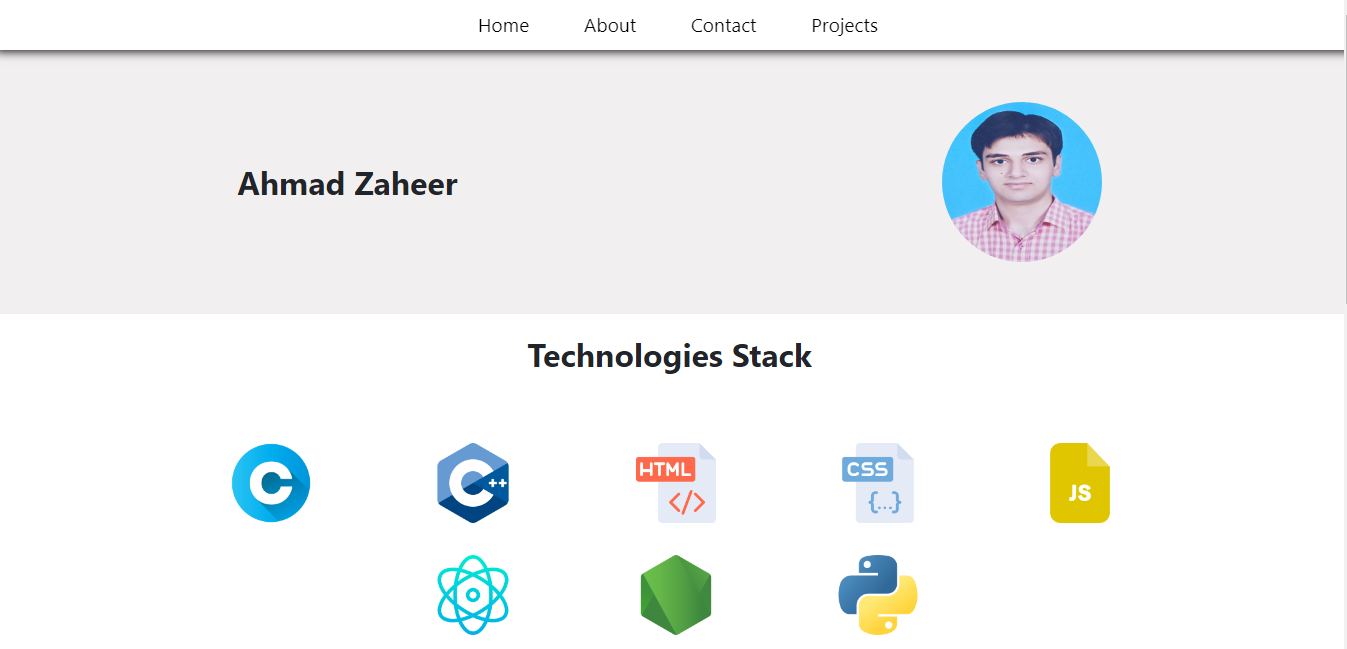 Home About Contact Projects
Ahmad Zaheer
Technologies Stack
C C++ HTML </> CSS {...} JS